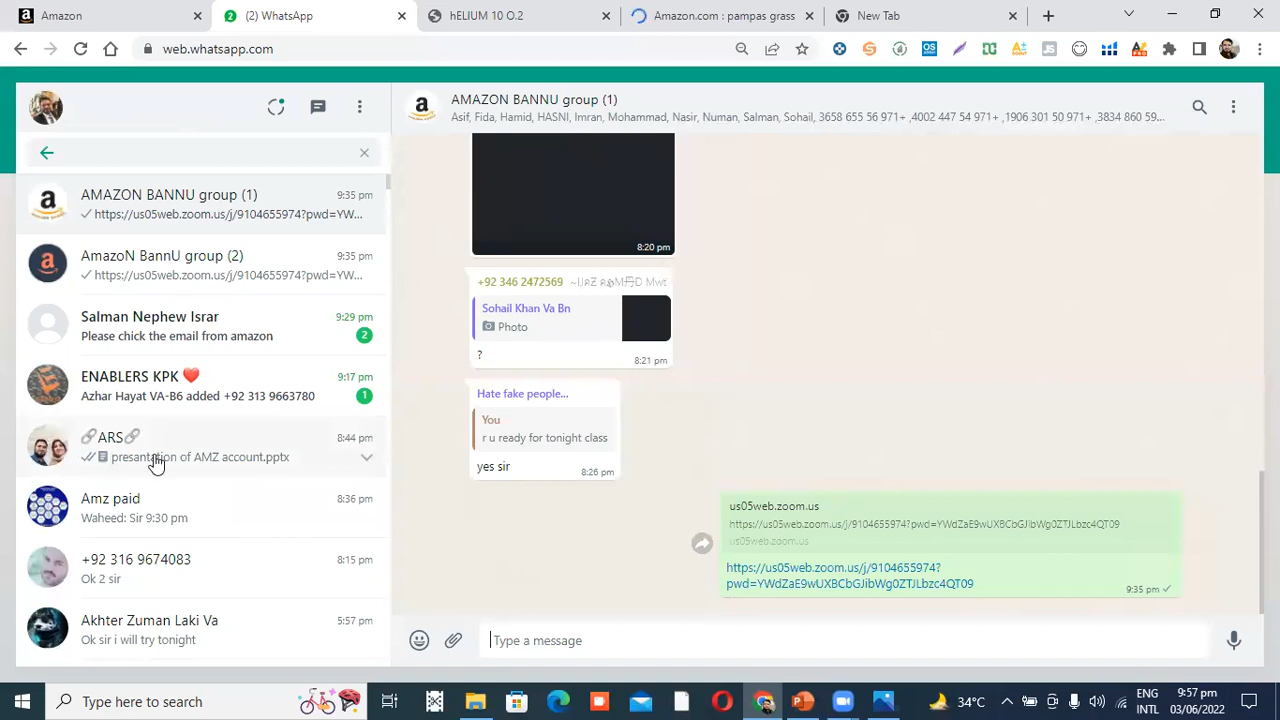 Amazon
(2) WhatsApp
hELIUM 10 O.2
Amazon.com : pampas grass
New Tab
web.whatsapp.com
AMAZON BANNU group (1)
9:35 pm
https://us05web.zoom.us/j/9104655974?pwd=YW...
AmazoN BannU group (2)
9:35 pm
https://us05web.zoom.us/j/9104655974?pwd=YW...
Salman Nephew Israr
9:29 pm
Please chick the email from amazon
2
ENABLERS KPK ❤️
9:17 pm
Azhar Hayat VA-B6 added +92 313 9663780
1
🔗ARS🔗
8:44 pm
presantation of AMZ account.pptx
Amz paid
8:36 pm
Waheed: Sir 9:30 pm
+92 316 9674083
8:15 pm
Ok 2 sir
Akhter Zuman Laki Va
5:57 pm
Ok sir i will try tonight
AMAZON BANNU group (1)
Asif, Fida, Hamid, HASNI, Imran, Mohammad, Nasir, Numan, Salman, Sohail, 3658 655 56 971+ ,4002 447 54 971+ ,1906 301 50 971+ ,3834 860 59...
8:20 pm
+92 346 2472569
Sohail Khan Va Bn
Photo
?
8:21 pm
Hate fake people...
You
r u ready for tonight class
yes sir
8:26 pm
us05web.zoom.us
https://us05web.zoom.us/j/9104655974?pwd=YWdZaE9wUXBCbGJibWg0ZTJLbzc4QT09
us05web.zoom.us
https://us05web.zoom.us/j/9104655974?
pwd=YWdZaE9wUXBCbGJibWg0ZTJLbzc4QT09
9:35 pm
Type a message
Type here to search
34°C
ENG
INTL
9:57 pm
03/06/2022